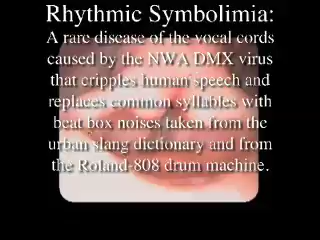 Rhythmic Symbolimia:
A rare disease of the vocal cords
caused by the NWA DMX virus
that cripples human speech and
replaces common syllables with
beat box noises taken from the
urban slang dictionary and from
the Roland-808 drum machine.